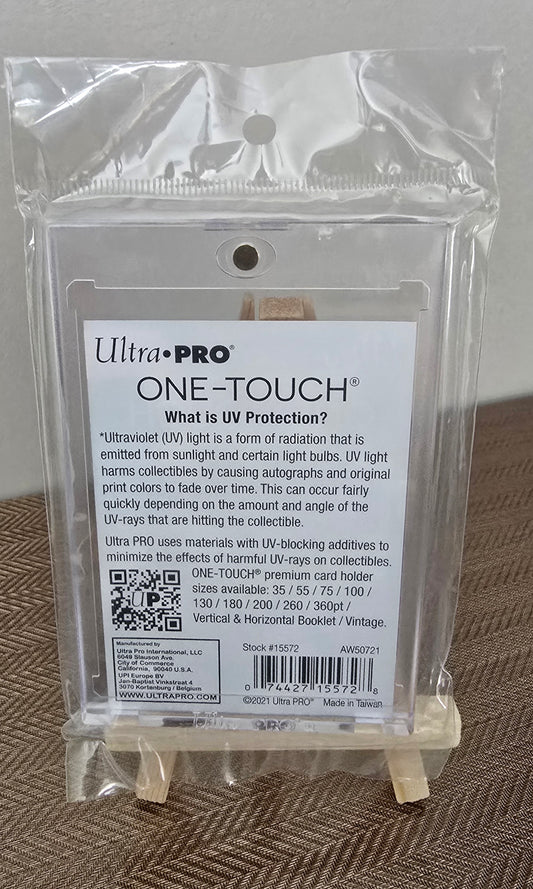 Ultra•PRO®
ONE-TOUCH®
What is UV Protection?
*Ultraviolet (UV) light is a form of radiation that is
emitted from sunlight and certain light bulbs. UV light
harms collectibles by causing autographs and original
print colors to fade over time. This can occur fairly
quickly depending on the amount and angle of the
UV-rays that are hitting the collectible.
Ultra PRO uses materials with UV-blocking additives to
minimize the effects of harmful UV-rays on collectibles.
ONE-TOUCH® premium card holder
sizes available: 35 / 55 / 75 / 100 /
130 / 180 / 200 / 260 / 360pt /
Vertical & Horizontal Booklet / Vintage.
UP
Manufactured by
Ultra Pro International, LLC
6049 Slauson Ave.
City of Commerce
California, 90040 U.S.A.
UPI Europe BV
Jan-Baptist Vinkstraat 4
3070 Kortenburg / Belgium
WWW.ULTRAPRO.COM
Stock #15572 AW50721
0 74427 15572 8
©2021 Ultra PRO® Made in Taiwan